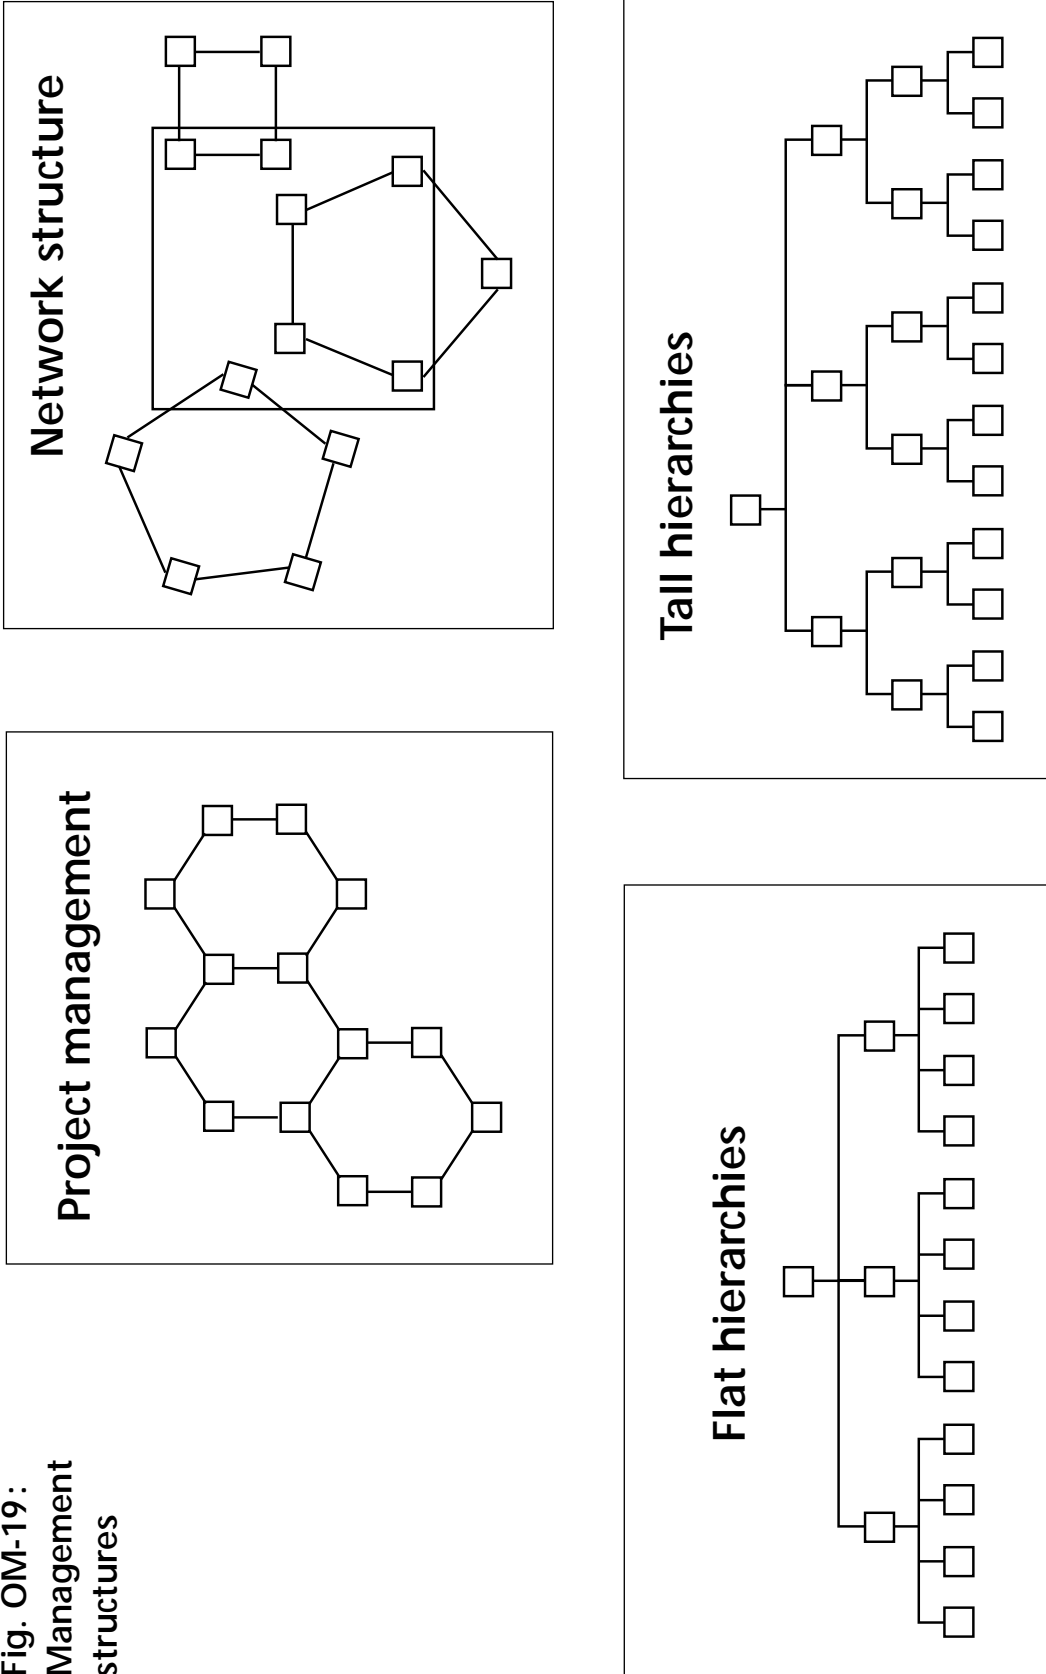 Fig. OM-19:
Management
structures
Project management
Network structure
Flat hierarchies
Tall hierarchies